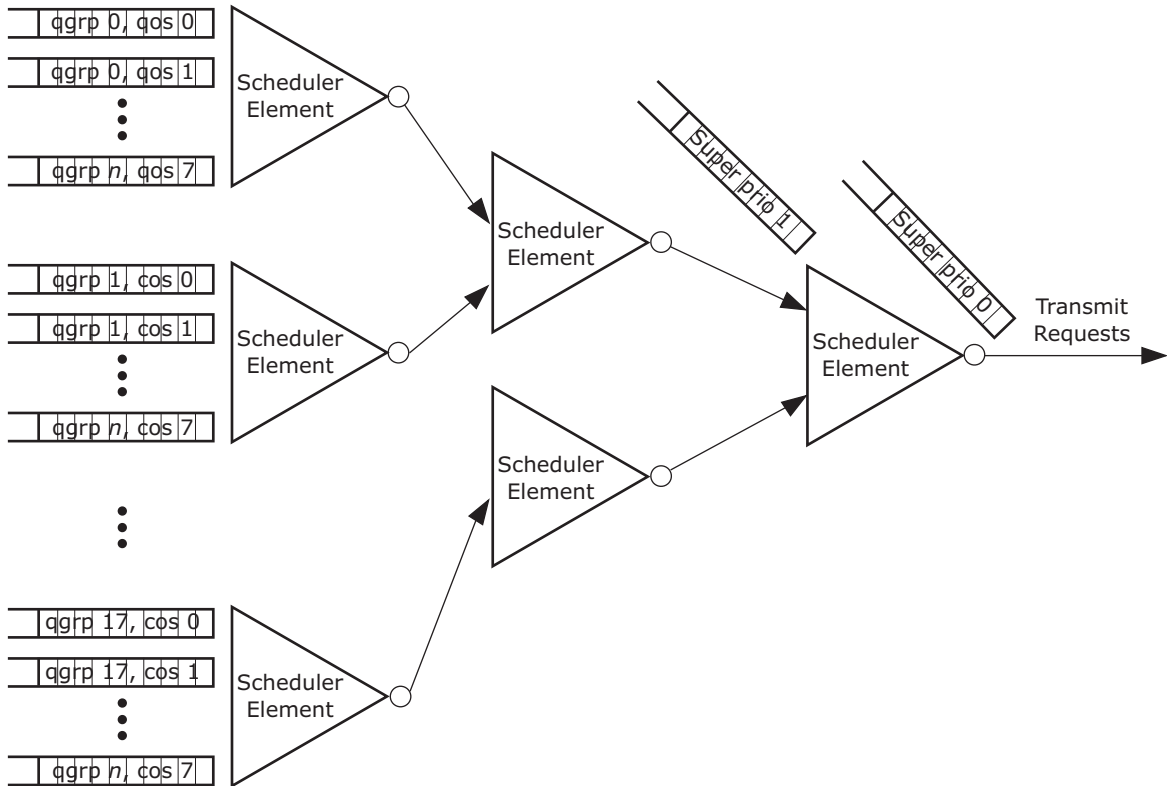 qgrp 0, qos 0
qgrp 0, qos 1
qgrp n, qos 7
Scheduler
Element
qgrp 1, cos 0
qgrp 1, cos 1
qgrp n, cos 7
Scheduler
Element
qgrp 17, cos 0
qgrp 17, cos 1
qgrp n, cos 7
Scheduler
Element
Scheduler
Element
Scheduler
Element
Super prio 1
Super prio 0
Scheduler
Element
Transmit
Requests